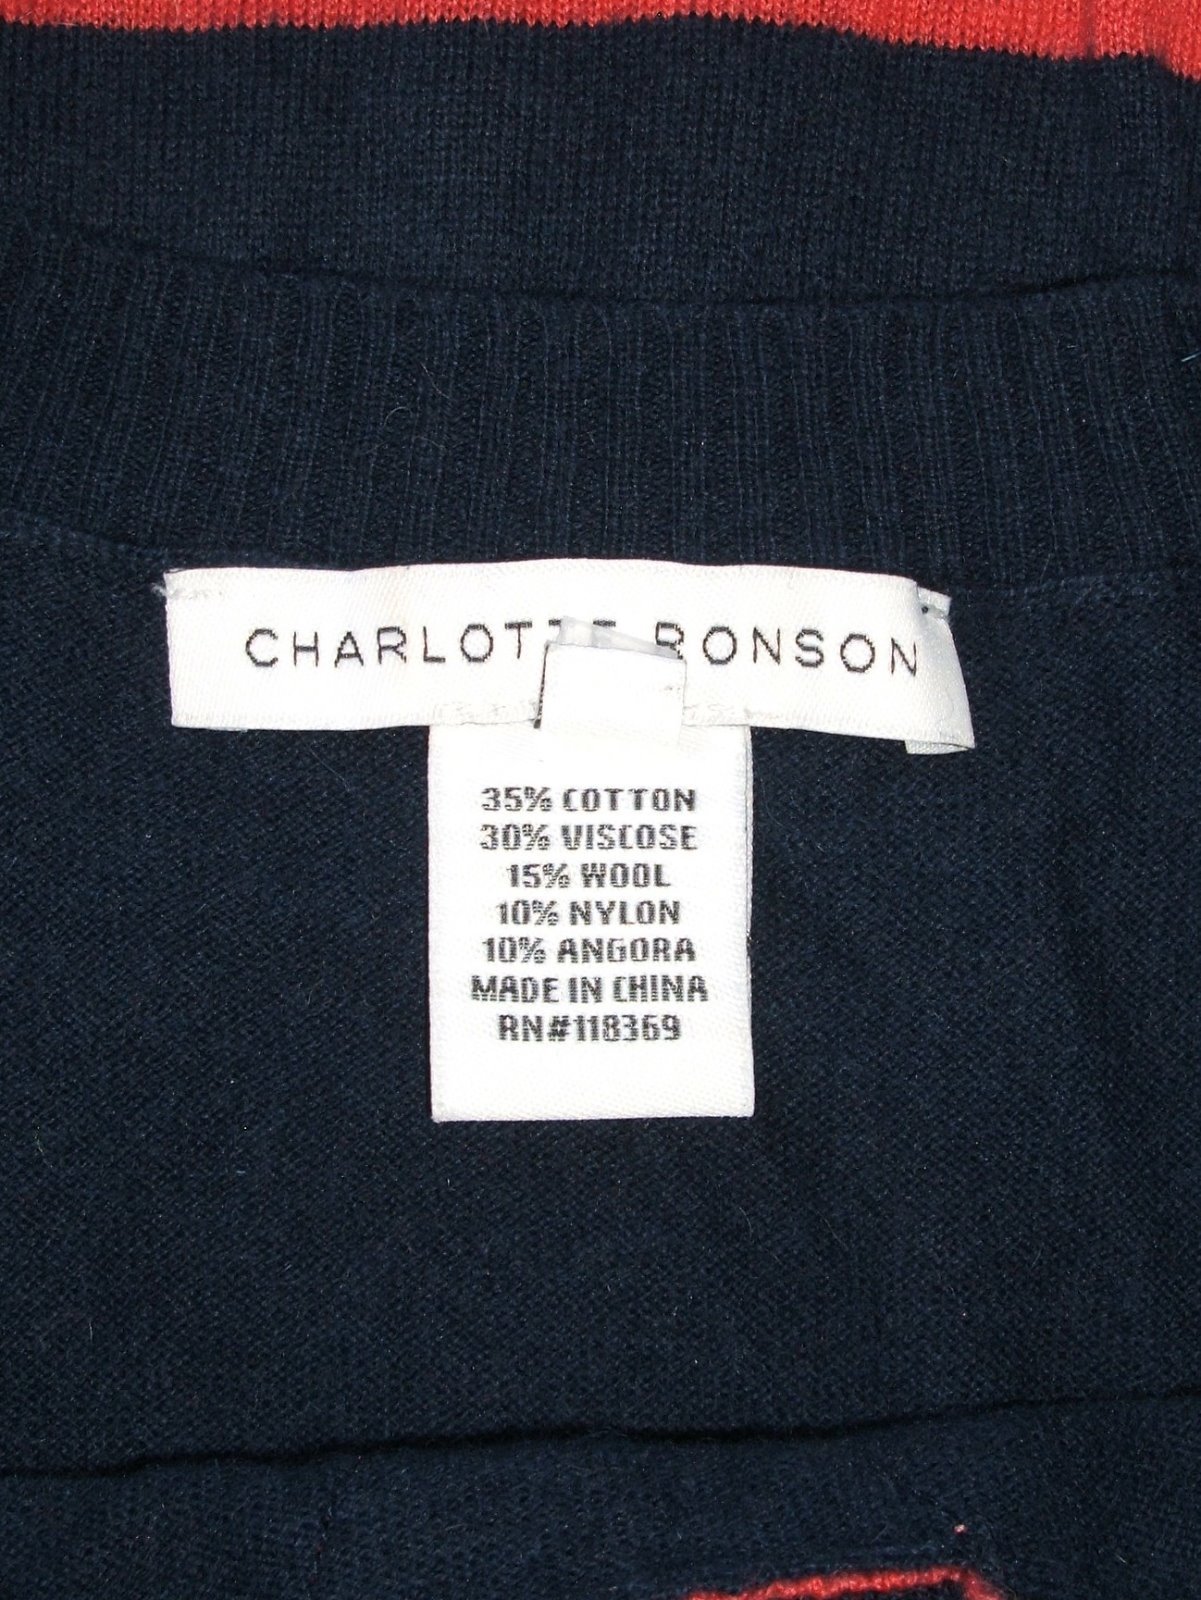 CHARLOTTE RONSON
35% COTTON
30% VISCOSE
15% WOOL
10% NYLON
10% ANGORA
MADE IN CHINA
RN#118369